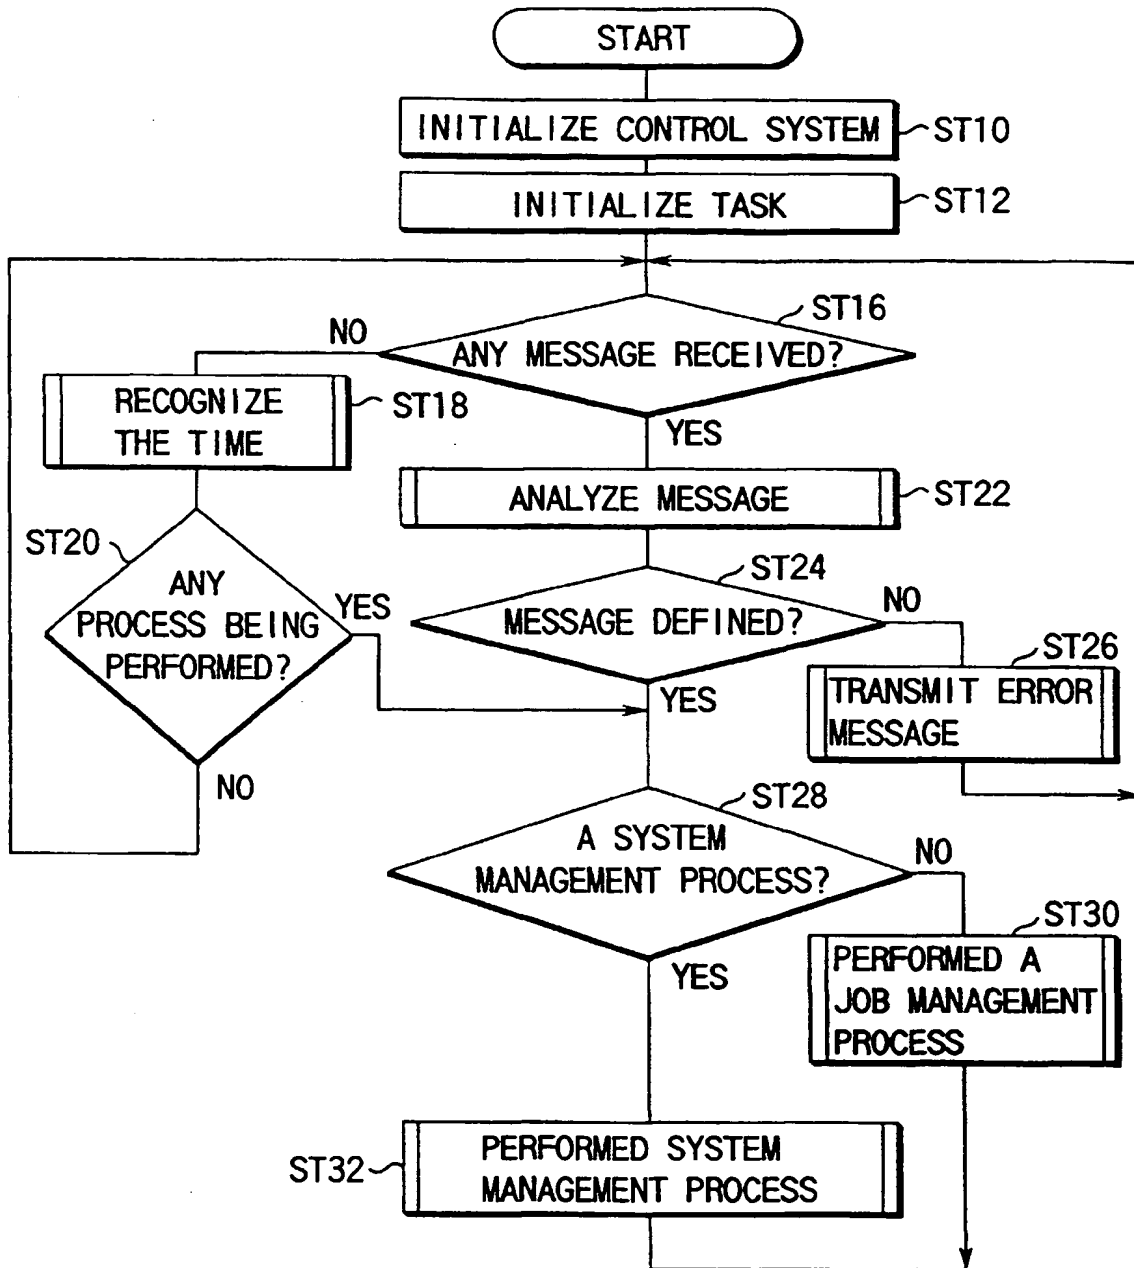 START
INITIALIZE CONTROL SYSTEM
ST10
INITIALIZE TASK
ST12
ST16
NO
ANY MESSAGE RECEIVED?
YES
RECOGNIZE
THE TIME
ST18
ANALYZE MESSAGE
ST22
ST20
ANY
PROCESS BEING
PERFORMED?
YES
NO
ST24
MESSAGE DEFINED?
NO
YES
ST26
TRANSMIT ERROR
MESSAGE
ST28
A SYSTEM
MANAGEMENT PROCESS?
NO
YES
ST30
PERFORMED A
JOB MANAGEMENT
PROCESS
ST32
PERFORMED SYSTEM
MANAGEMENT PROCESS